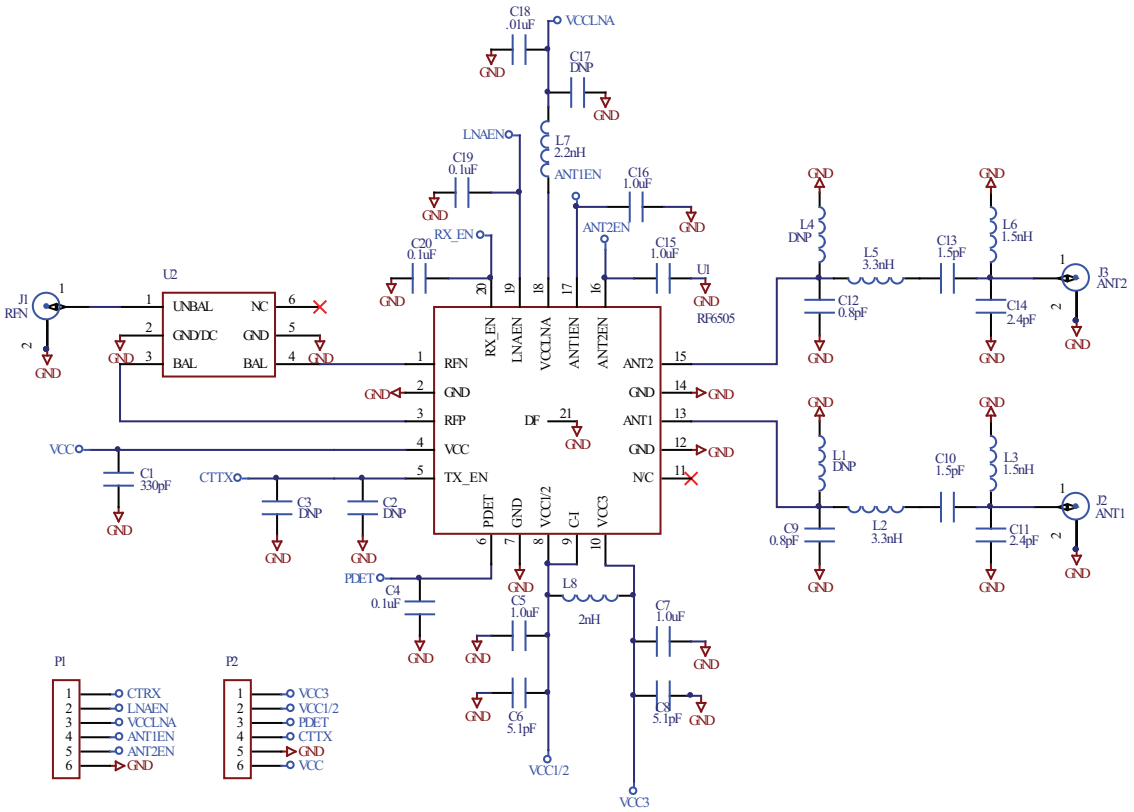 C18
.01uF
VCCLNA
GND
C17
DNP
GND
LNAEN
L7
2.2nH
C19
0.1uF
ANT1EN
C16
1.0uF
GND
GND
RX_EN
C20
0.1uF
ANT2EN
C15
1.0uF
U1
GND
GND
RF6505
20
19
18
17
16
RX_EN
LNAEN
VCCLNA
ANT1EN
ANT2EN
U2
J1
RFN
1
2
GND
1
UNBAL
NC
6
2
GND/DC
GND
5
GND
GND
3
BAL
BAL
4
1
RFN
ANT2
15
GND
2
GND
GND
14
GND
3
RFP
DF
21
GND
ANT1
13
VCC
4
VCC
GND
12
GND
CTTX
5
TX_EN
N/C
11
C1
330pF
GND
C3
DNP
GND
C2
DNP
GND
PDET
GND
VCC1/2
C-I
VCC3
6
7
8
9
10
GND
GND
L4
DNP
L6
1.5nH
L5
3.3nH
C13
1.5pF
1
J3
ANT2
2
GND
C12
0.8pF
GND
C14
2.4pF
GND
GND
GND
L1
DNP
L3
1.5nH
C10
1.5pF
L2
3.3nH
1
J2
ANT1
2
GND
C9
0.8pF
GND
C11
2.4pF
GND
PDET
C4
0.1uF
GND
GND
L8
2nH
C5
1.0uF
GND
C7
1.0uF
GND
GND
C6
5.1pF
C8
5.1pF
GND
VCC1/2
VCC3
P1
1 CTRX
2 LNAEN
3 VCCLNA
4 ANT1EN
5 ANT2EN
6 GND
P2
1 VCC3
2 VCC1/2
3 PDET
4 CTTX
5 GND
6 VCC